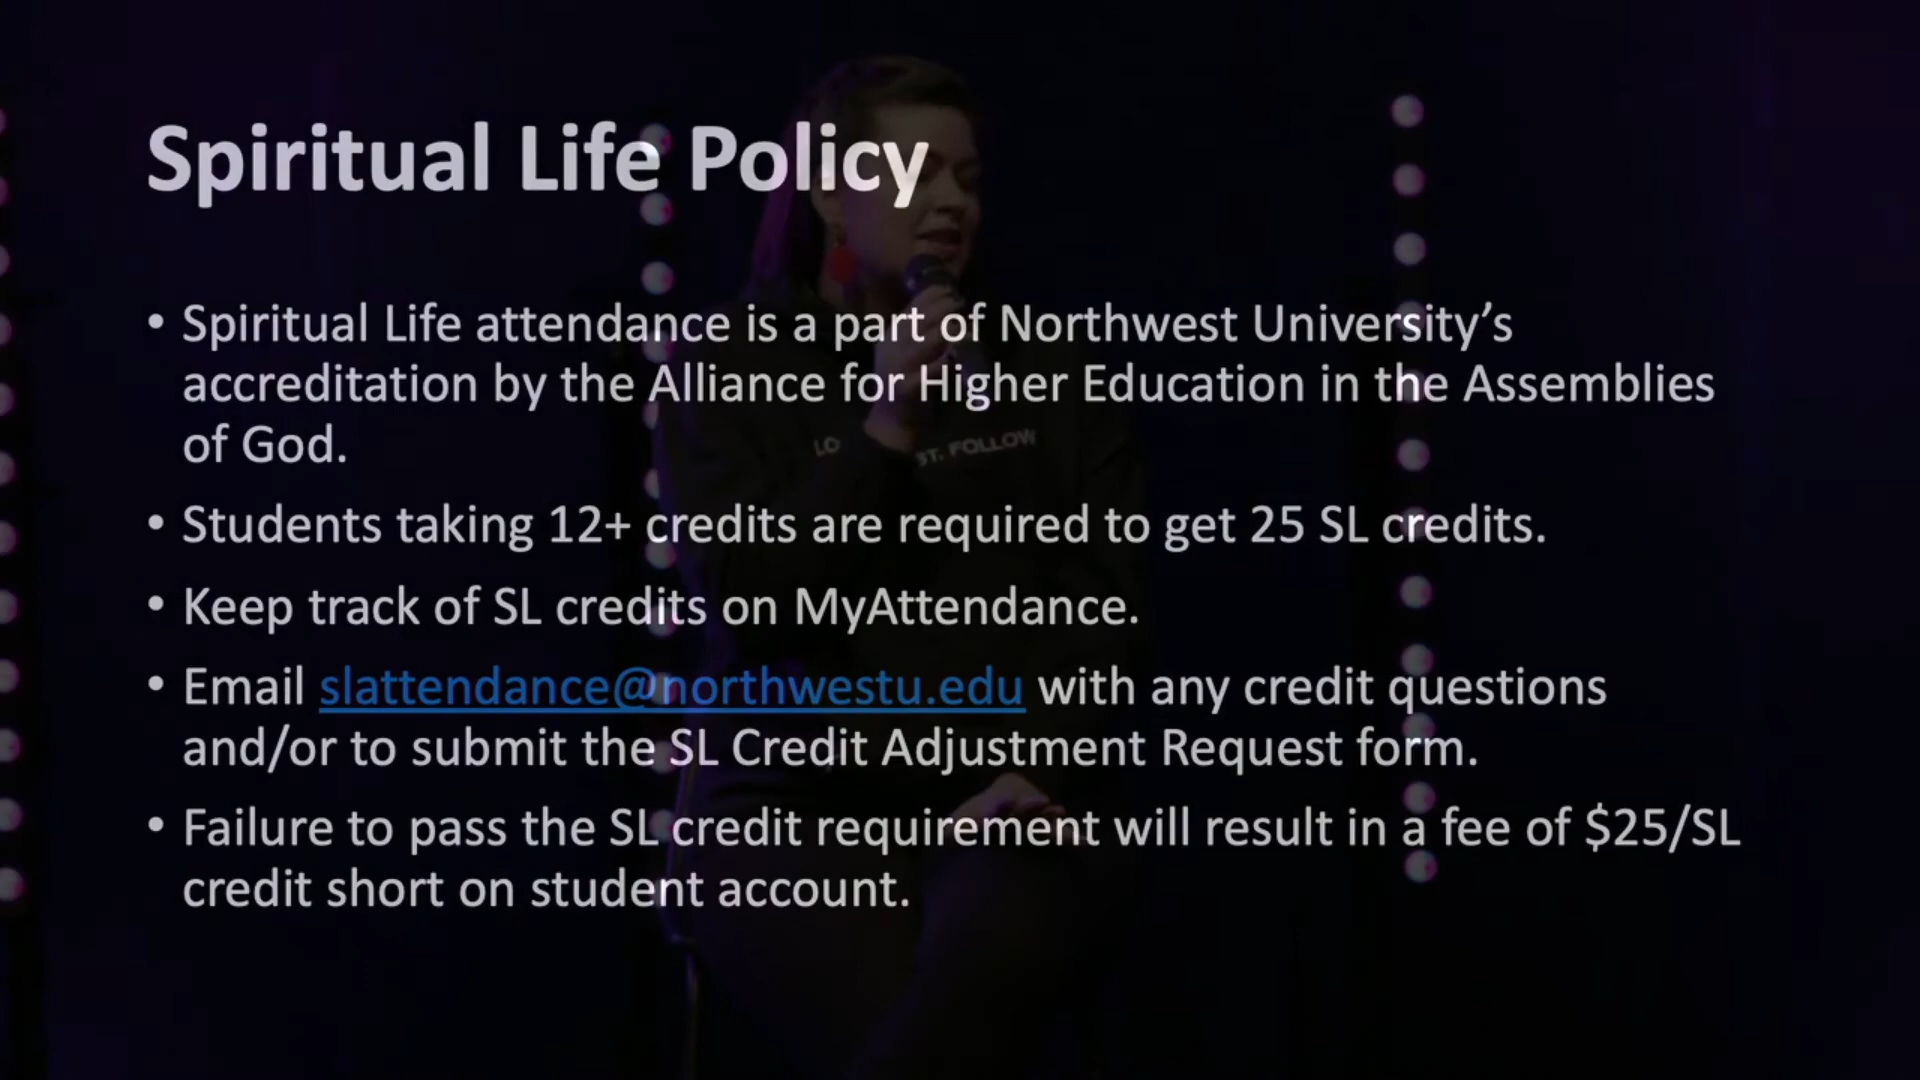 Spiritual Life Policy
• Spiritual Life attendance is a part of Northwest University’s
accreditation by the Alliance for Higher Education in the Assemblies
of God.
• Students taking 12+ credits are required to get 25 SL credits.
• Keep track of SL credits on MyAttendance.
• Email slattendance@northwestu.edu with any credit questions
and/or to submit the SL Credit Adjustment Request form.
• Failure to pass the SL credit requirement will result in a fee of $25/SL
credit short on student account.
FOLLOW